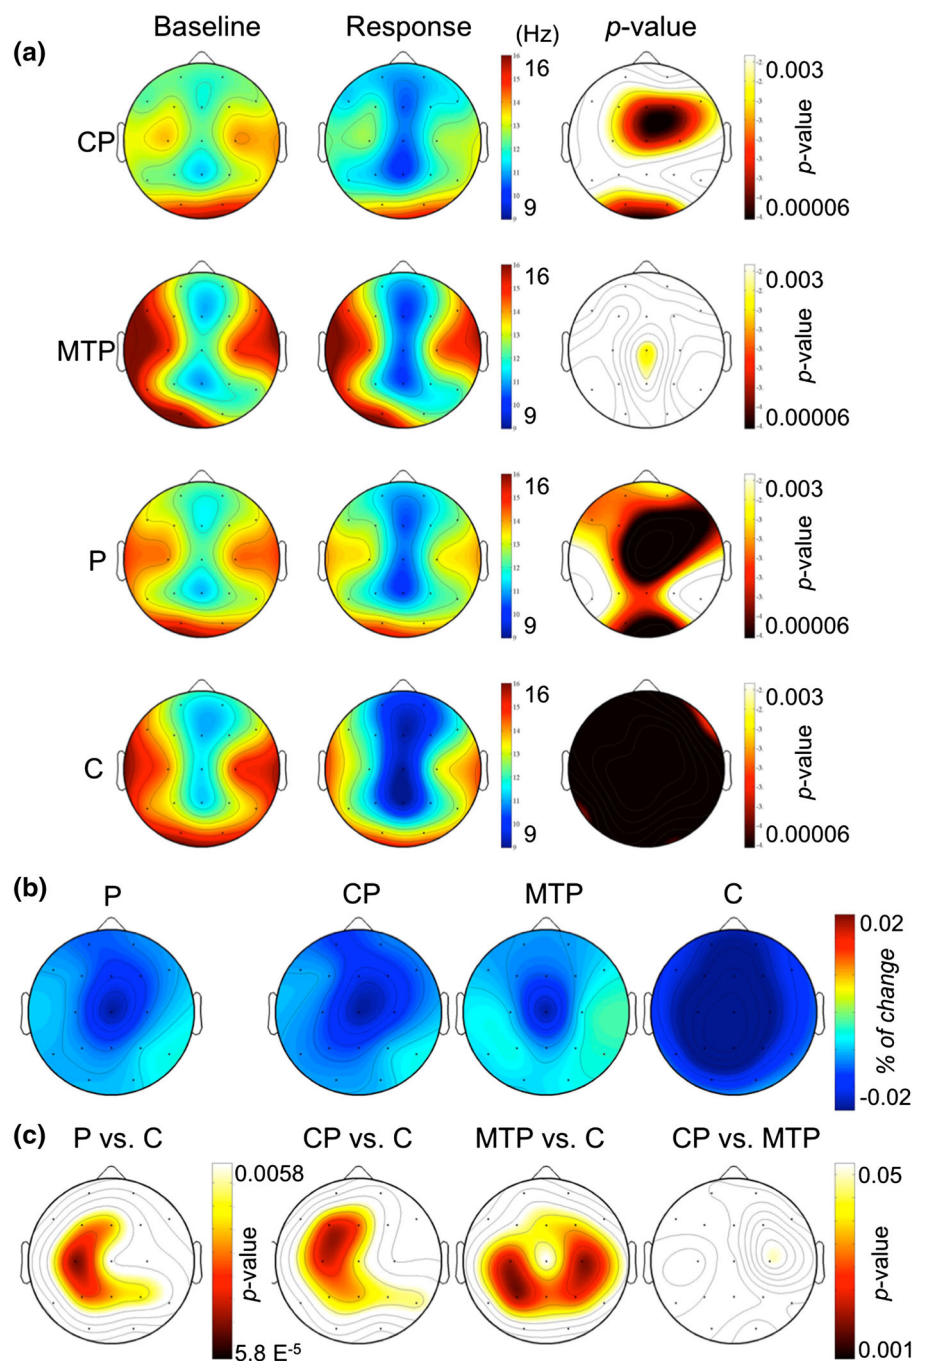 Baseline Response (Hz) p-value
(a)
16 0.003
CP
p-value
9 0.00006
16 0.003
MTP
p-value
9 0.00006
16 0.003
P
p-value
9 0.00006
16 0.003
C
p-value
9 0.00006
(b)
P CP MTP C
0.02
% of change
-0.02
(c)
P vs. C CP vs. C MTP vs. C CP vs. MTP
0.0058 0.05
p-value p-value
5.8 E-5 0.001